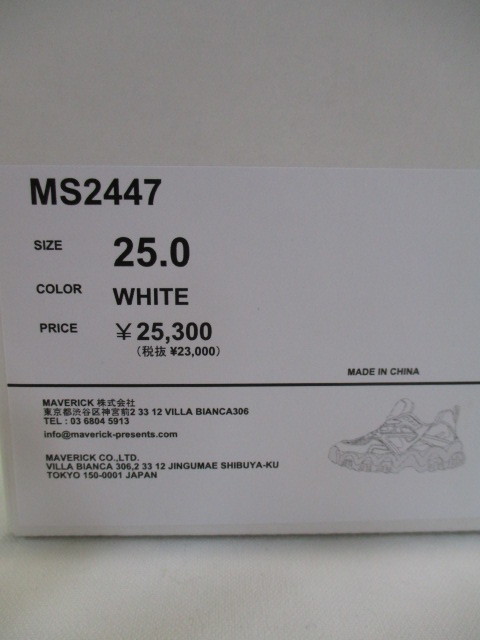 MS2447
SIZE 25.0
COLOR WHITE
PRICE ￥25,300
（税抜 ¥23,000）
MADE IN CHINA
MAVERICK 株式会社
東京都渋谷区神宮前2 33 12 VILLA BIANCA306
TEL : 03 6804 5913
info@maverick-presents.com
MAVERICK CO.,LTD.
VILLA BIANCA 306,2 33 12 JINGUMAE SHIBUYA-KU
TOKYO 150-0001 JAPAN